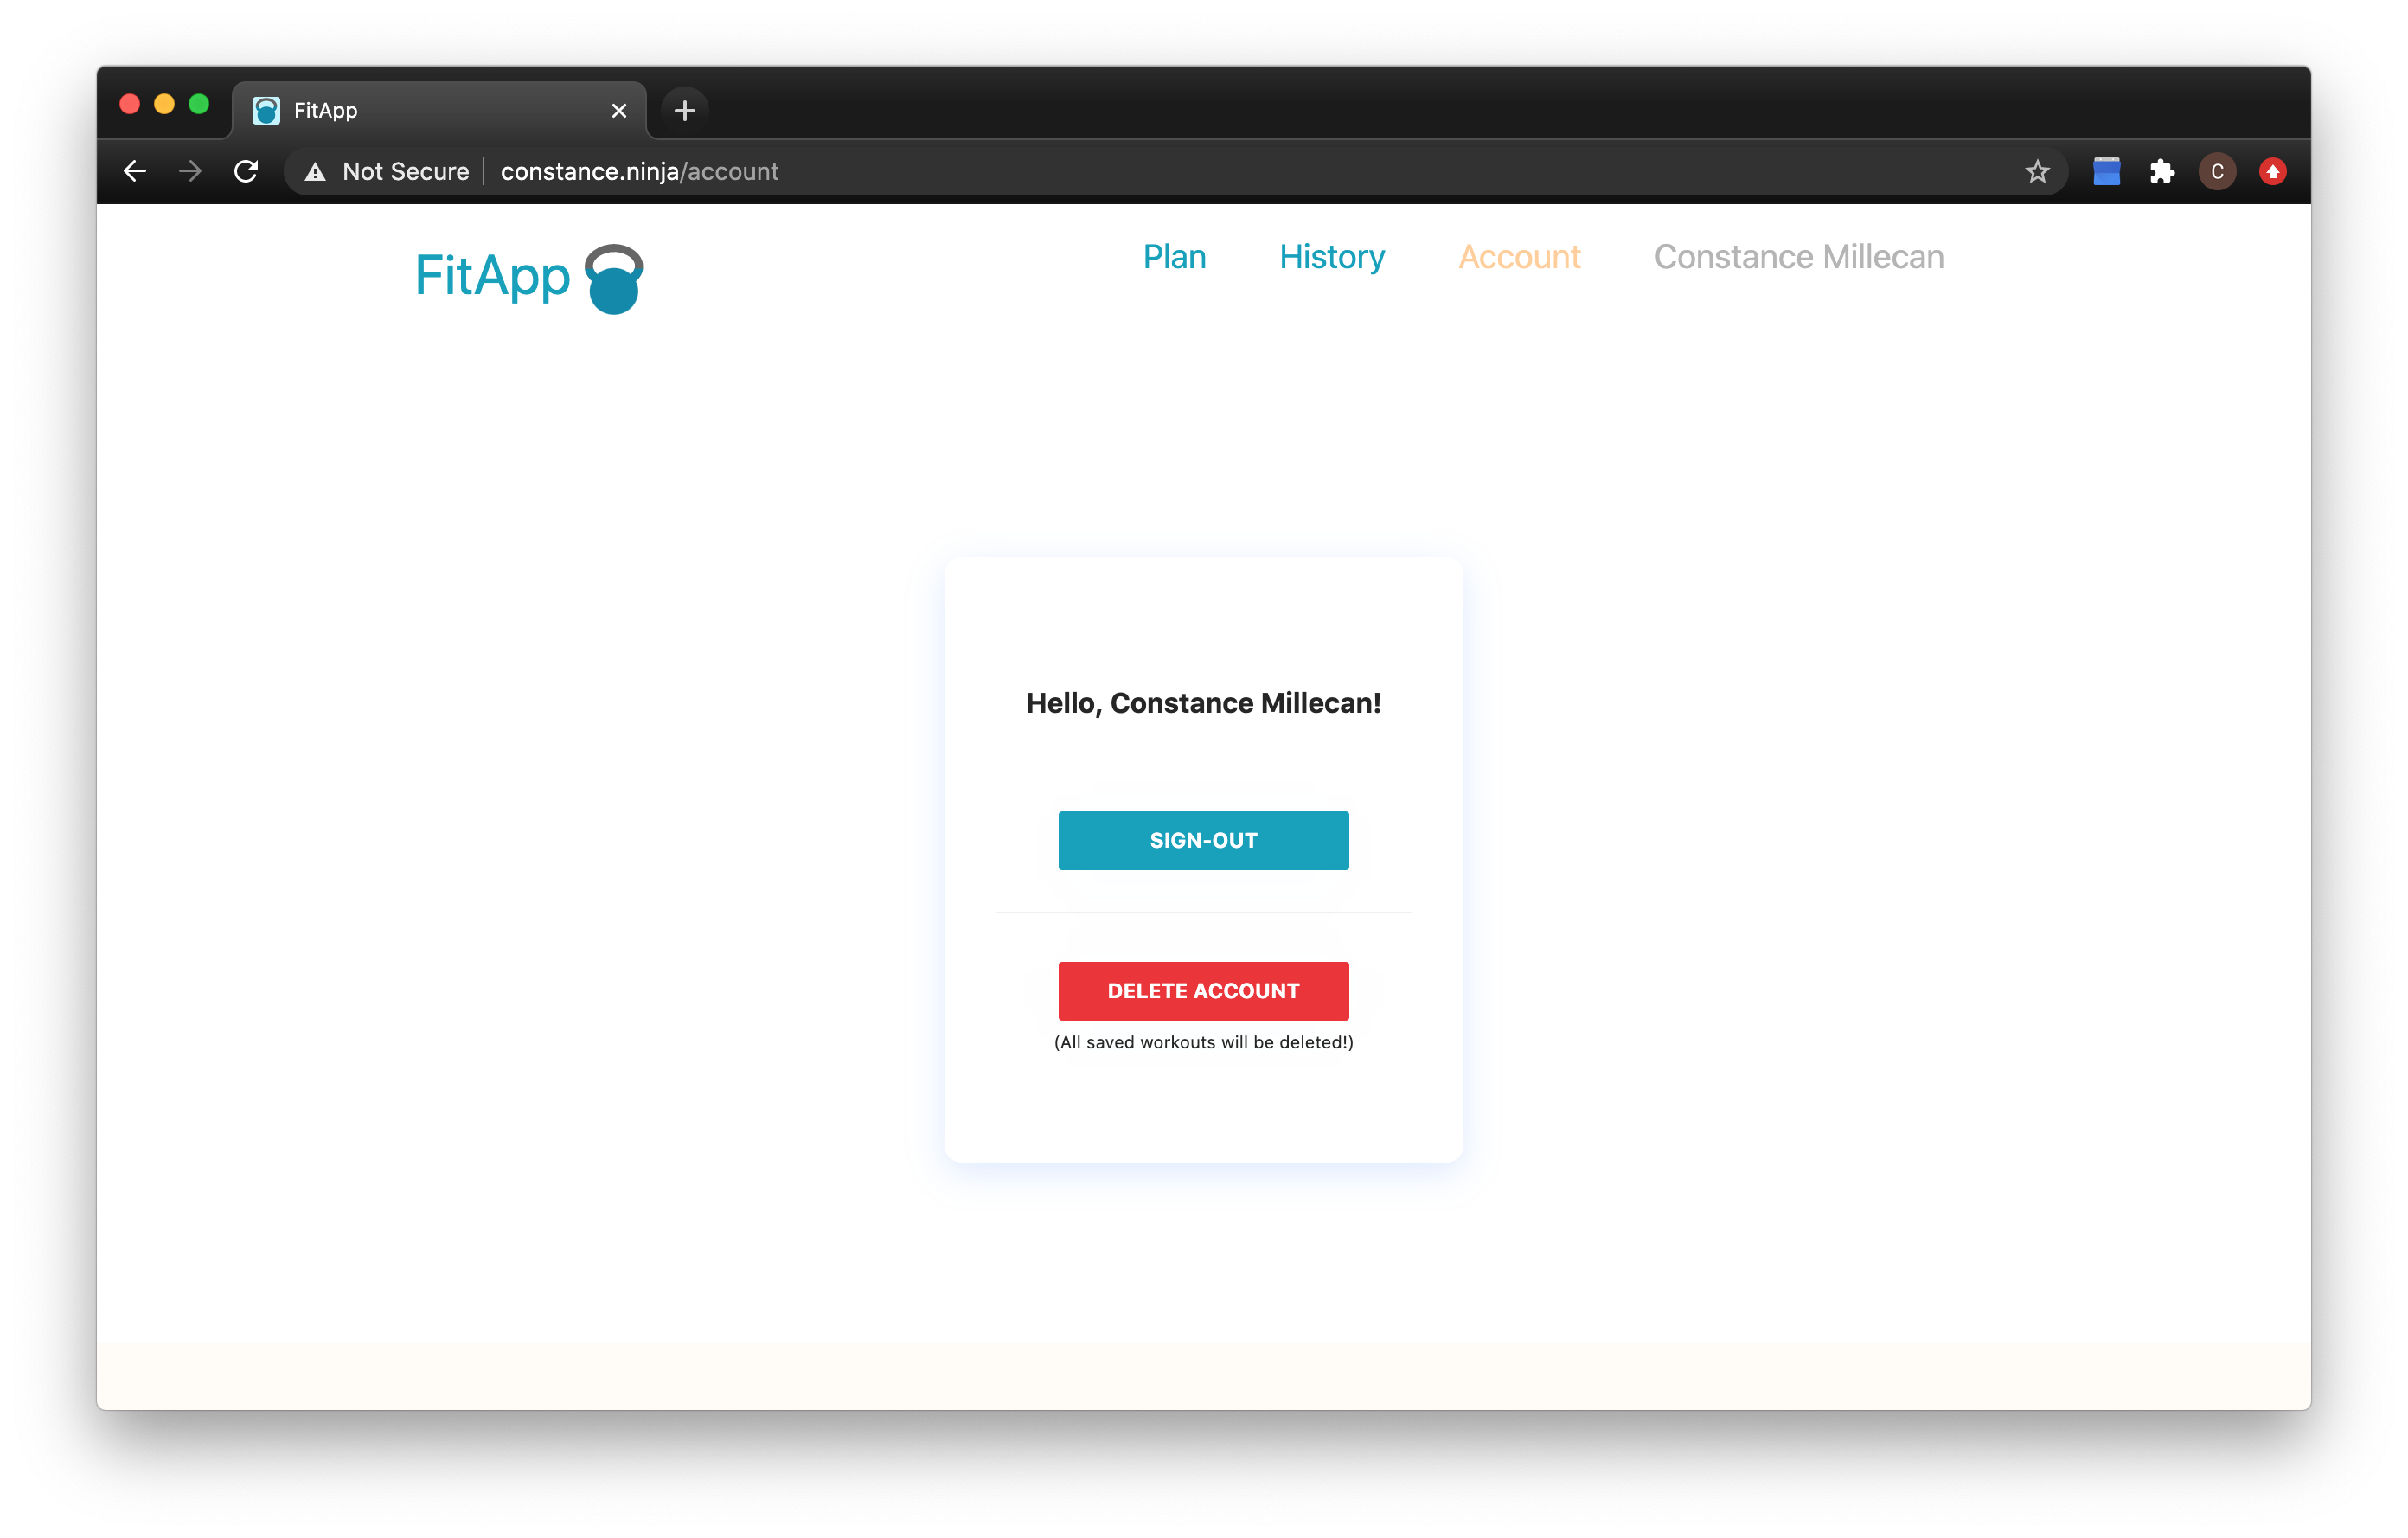 FitApp
Not Secure constance.ninja/account
C
FitApp
Plan History Account Constance Millecan
Hello, Constance Millecan!
SIGN-OUT
DELETE ACCOUNT
(All saved workouts will be deleted!)